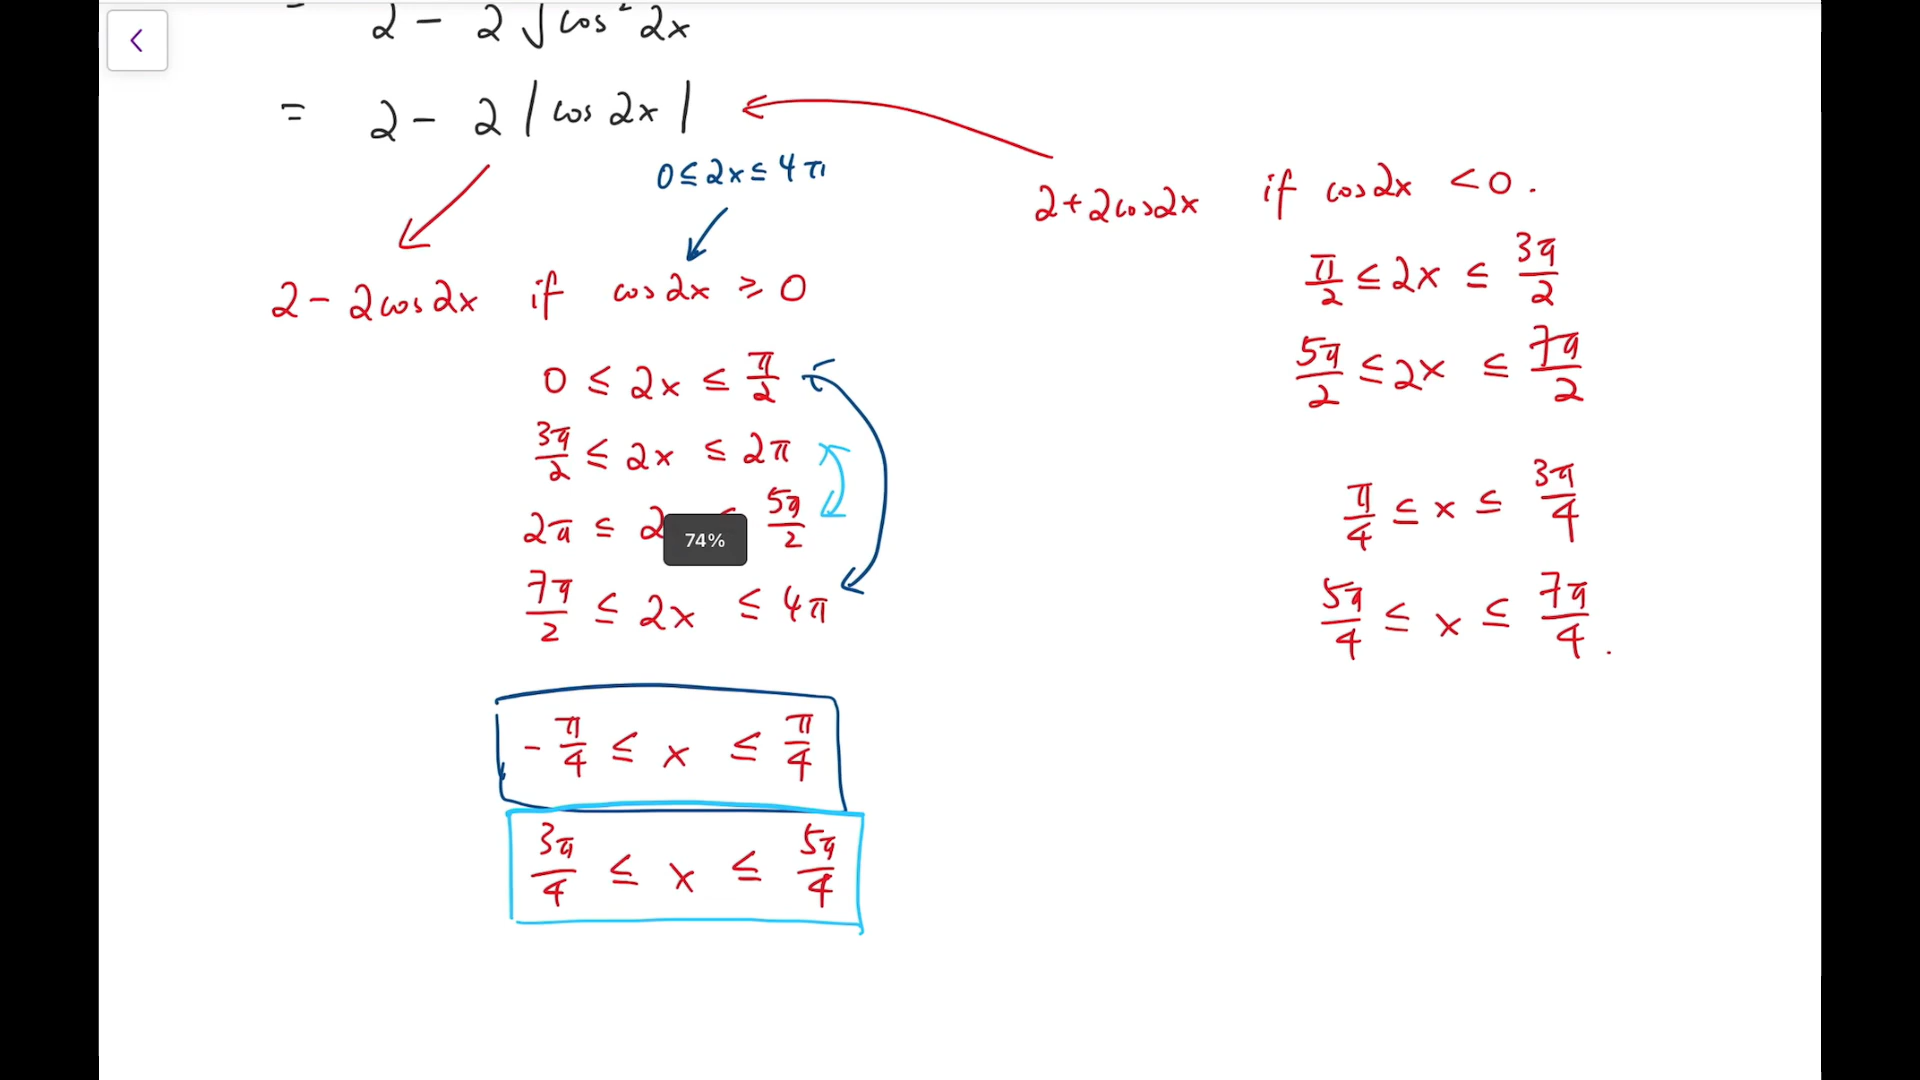 = 2 - 2 √cos² 2x
= 2 - 2 |cos 2x|
0 ≤ 2x ≤ 4π
2 - 2cos 2x if cos 2x ≥ 0
0 ≤ 2x ≤ π/2
3π/2 ≤ 2x ≤ 2π
2π ≤ 2 ≤ 5π/2
74%
7π/2 ≤ 2x ≤ 4π
-π/4 ≤ x ≤ π/4
3π/4 ≤ x ≤ 5π/4
2+2cos2x if cos2x <0.
π/2 ≤ 2x ≤ 3π/2
5π/2 ≤ 2x ≤ 7π/2
π/4 ≤ x ≤ 3π/4
5π/4 ≤ x ≤ 7π/4.